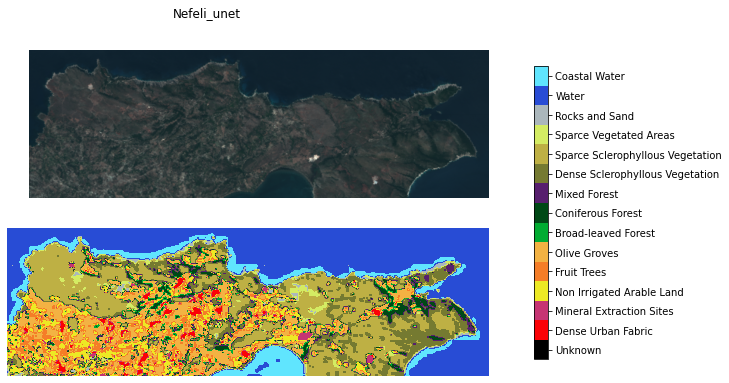 Nefeli_unet
Coastal Water
Water
Rocks and Sand
Sparce Vegetated Areas
Sparce Sclerophyllous Vegetation
Dense Sclerophyllous Vegetation
Mixed Forest
Coniferous Forest
Broad-leaved Forest
Olive Groves
Fruit Trees
Non Irrigated Arable Land
Mineral Extraction Sites
Dense Urban Fabric
Unknown